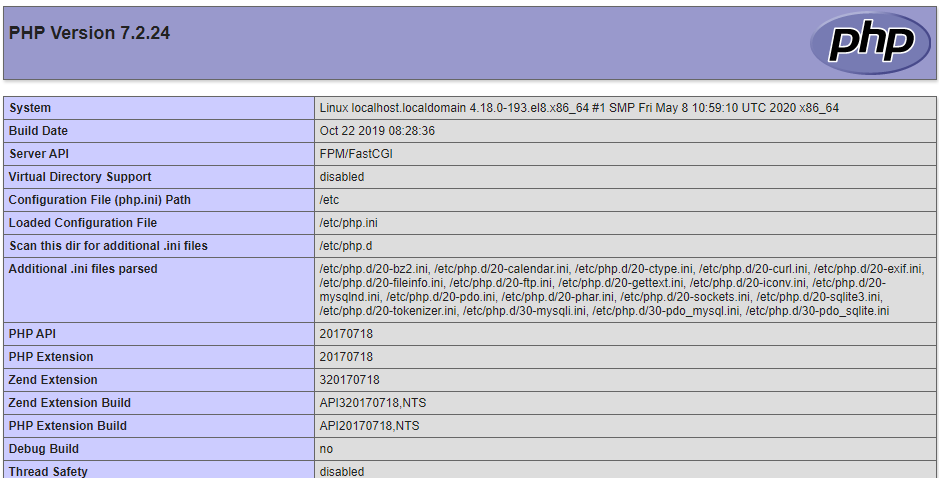 PHP Version 7.2.24
php
System Linux localhost.localdomain 4.18.0-193.el8.x86_64 #1 SMP Fri May 8 10:59:10 UTC 2020 x86_64
Build Date Oct 22 2019 08:28:36
Server API FPM/FastCGI
Virtual Directory Support disabled
Configuration File (php.ini) Path /etc
Loaded Configuration File /etc/php.ini
Scan this dir for additional .ini files /etc/php.d
Additional .ini files parsed /etc/php.d/20-bz2.ini, /etc/php.d/20-calendar.ini, /etc/php.d/20-ctype.ini, /etc/php.d/20-curl.ini, /etc/php.d/20-exif.ini,
/etc/php.d/20-fileinfo.ini, /etc/php.d/20-ftp.ini, /etc/php.d/20-gettext.ini, /etc/php.d/20-iconv.ini, /etc/php.d/20-
mysqlnd.ini, /etc/php.d/20-pdo.ini, /etc/php.d/20-phar.ini, /etc/php.d/20-sockets.ini, /etc/php.d/20-sqlite3.ini,
/etc/php.d/20-tokenizer.ini, /etc/php.d/30-mysqli.ini, /etc/php.d/30-pdo_mysql.ini, /etc/php.d/30-pdo_sqlite.ini
PHP API 20170718
PHP Extension 20170718
Zend Extension 320170718
Zend Extension Build API320170718,NTS
PHP Extension Build API20170718,NTS
Debug Build no
Thread Safety disabled